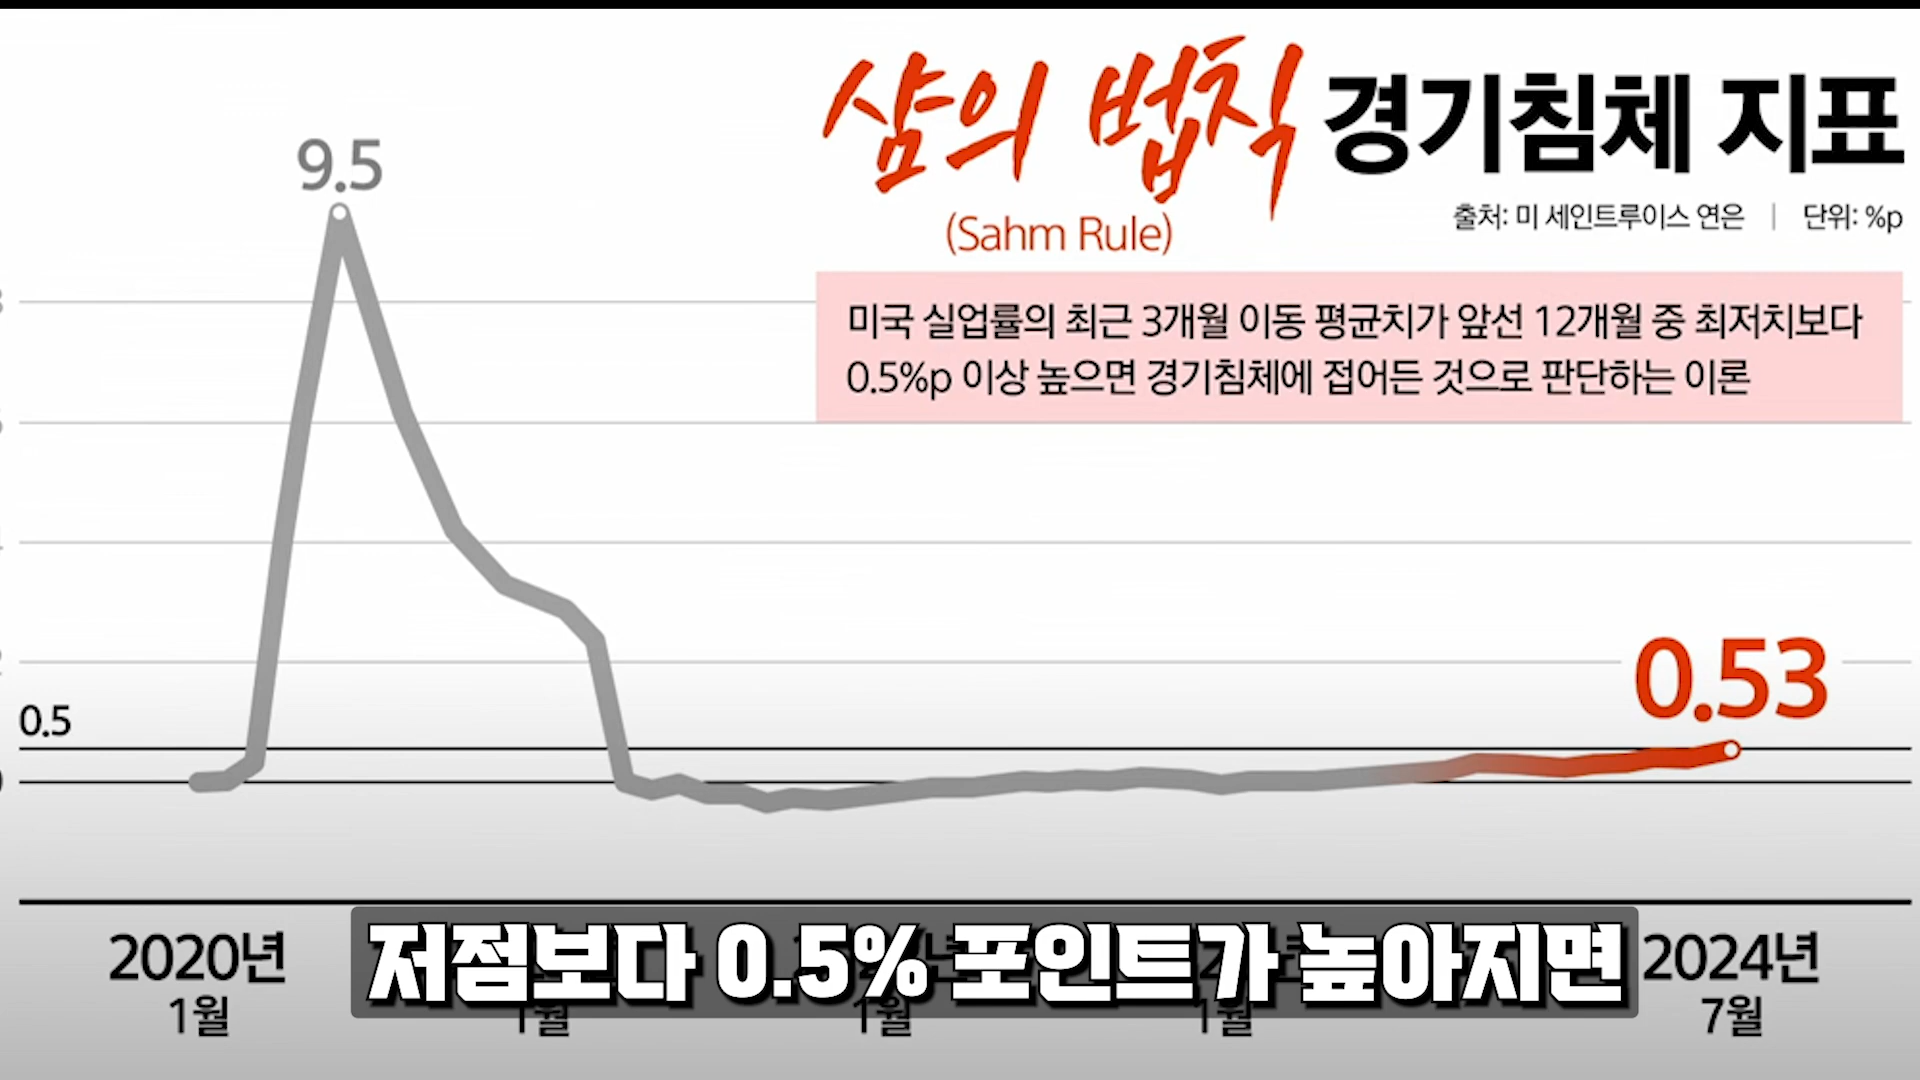 샴의 법칙 경기침체 지표
(Sahm Rule)
출처: 미 세인트루이스 연은 | 단위: %p
미국 실업률의 최근 3개월 이동 평균치가 앞선 12개월 중 최저치보다
0.5%p 이상 높으면 경기침체에 접어든 것으로 판단하는 이론
9.5
0.53
0.5
저점보다 0.5% 포인트가 높아지면
2020년
1월
1월
1월
1월
2024년
7월